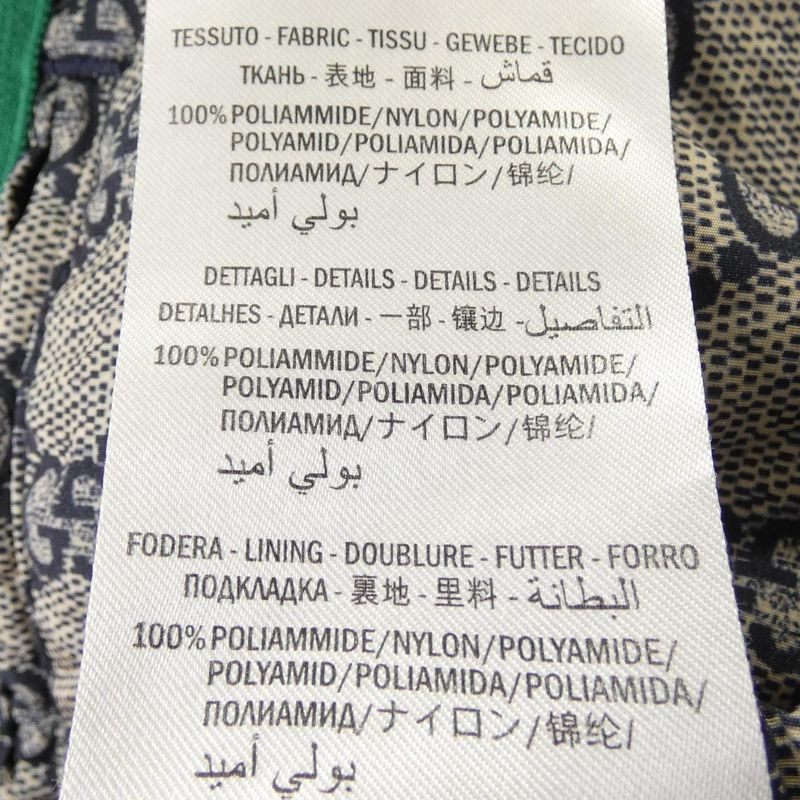 TESSUTO - FABRIC - TISSU - GEWEBE - TECIDO
ТКАНЬ - 表地 - 面料 - قماش
100% POLIAMMIDE/NYLON/POLYAMIDE/
POLYAMID/POLIAMIDA/POLIAMIDA/
ПОЛИАМИД/ナイロン/锦纶/
بولي أميد
DETTAGLI - DETAILS - DETAILS - DETAILS
DETALHES - ДЕТАЛИ - 一部 - 镶边 - التفاصيل
100% POLIAMMIDE/NYLON/POLYAMIDE/
POLYAMID/POLIAMIDA/POLIAMIDA/
ПОЛИАМИД/ナイロン/锦纶/
بولي أميد
FODERA - LINING - DOUBLURE - FUTTER - FORRO
ПОДКЛАДКА - 裏地 - 里料 - البطانة
100% POLIAMMIDE/NYLON/POLYAMIDE/
POLYAMID/POLIAMIDA/POLIAMIDA/
ПОЛИАМИД/ナイロン/锦纶/
بولي أميد